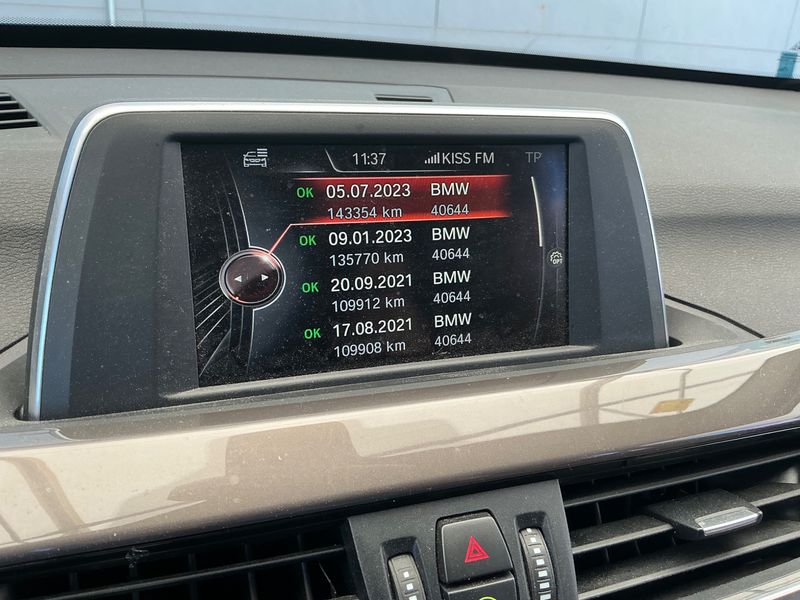 11:37 KISS FM TP
OK 05.07.2023 BMW
143354 km 40644
OK 09.01.2023 BMW
135770 km 40644
OK 20.09.2021 BMW
109912 km 40644
OK 17.08.2021 BMW
109908 km 40644
OPT